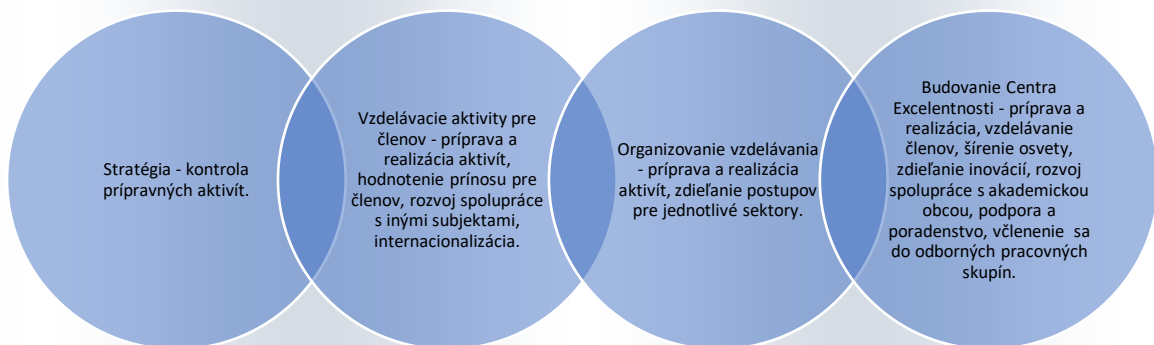 Stratégia - kontrola
prípravných aktivít.
Vzdelávacie aktivity pre
členov - príprava a
realizácia aktivít,
hodnotenie prínosu pre
členov, rozvoj spolupráce
s inými subjektami,
internacionalizácia.
Organizovanie vzdelávania
- príprava a realizácia
aktivít, zdieľanie postupov
pre jednotlivé sektory.
Budovanie Centra
Excelentnosti - príprava a
realizácia, vzdelávanie
členov, šírenie osvety,
zdieľanie inovácií, rozvoj
spolupráce s akademickou
obcou, podpora a
poradenstvo, včlenenie sa
do odborných pracovných
skupín.